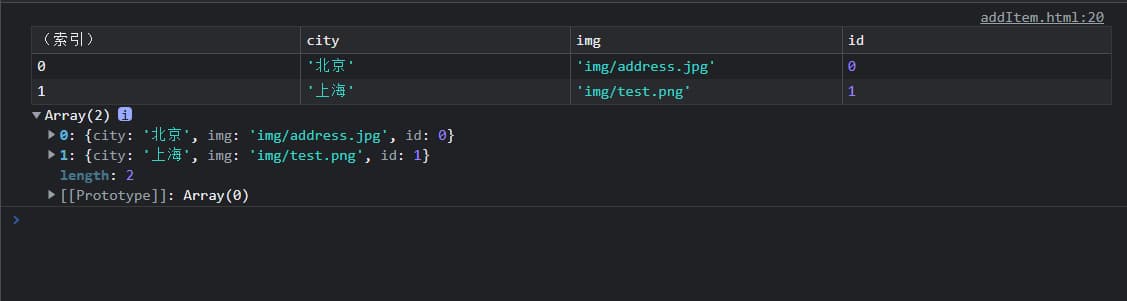 addItem.html:20
（索引） city img id
0 '北京' 'img/address.jpg' 0
1 '上海' 'img/test.png' 1
▼Array(2) i
▶0: {city: '北京', img: 'img/address.jpg', id: 0}
▶1: {city: '上海', img: 'img/test.png', id: 1}
length: 2
▶[[Prototype]]: Array(0)
>